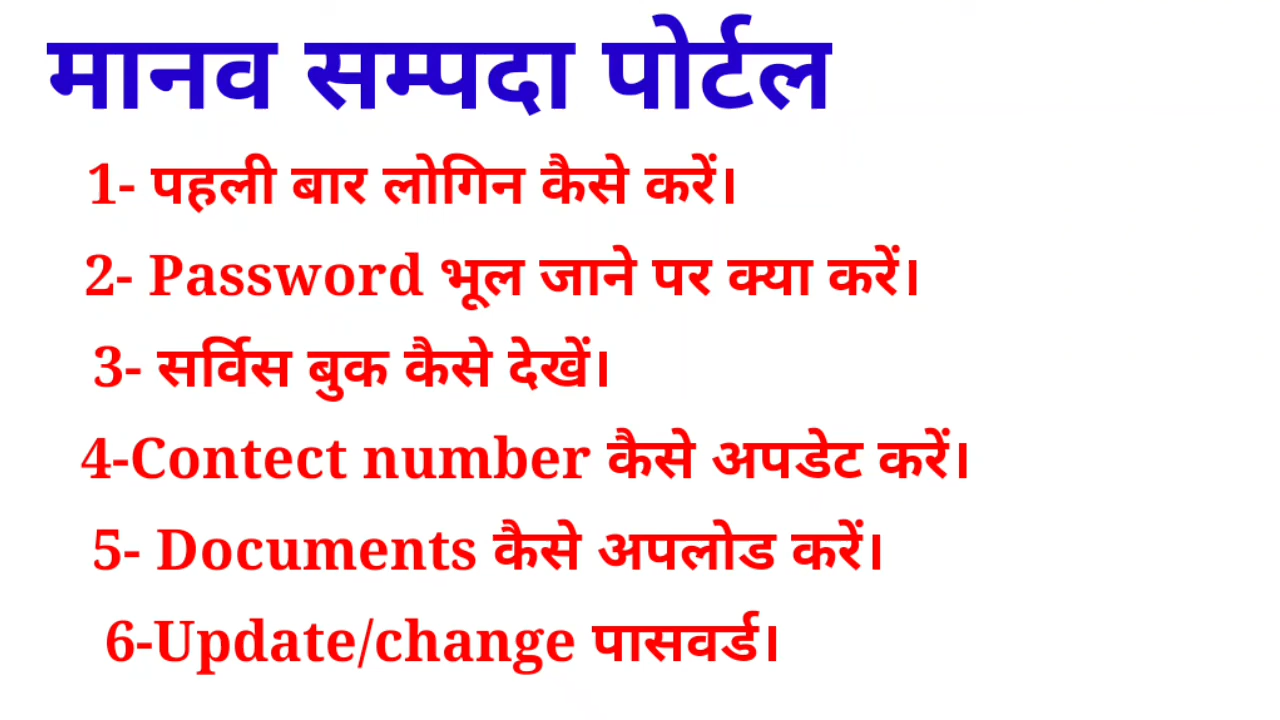 मानव सम्पदा पोर्टल
1- पहली बार लोगिन कैसे करें।
2- Password भूल जाने पर क्या करें।
3- सर्विस बुक कैसे देखें।
4-Contect number कैसे अपडेट करें।
5- Documents कैसे अपलोड करें।
6-Update/change पासवर्ड।